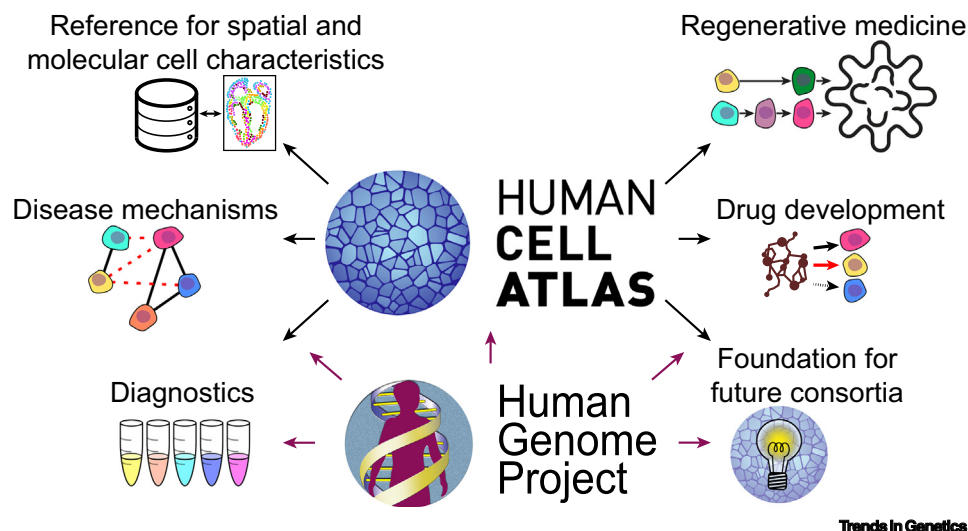 Reference for spatial and
molecular cell characteristics
Regenerative medicine
Disease mechanisms
HUMAN
CELL
ATLAS
Drug development
Diagnostics
Human
Genome
Project
Foundation for
future consortia
Trends in Genetics